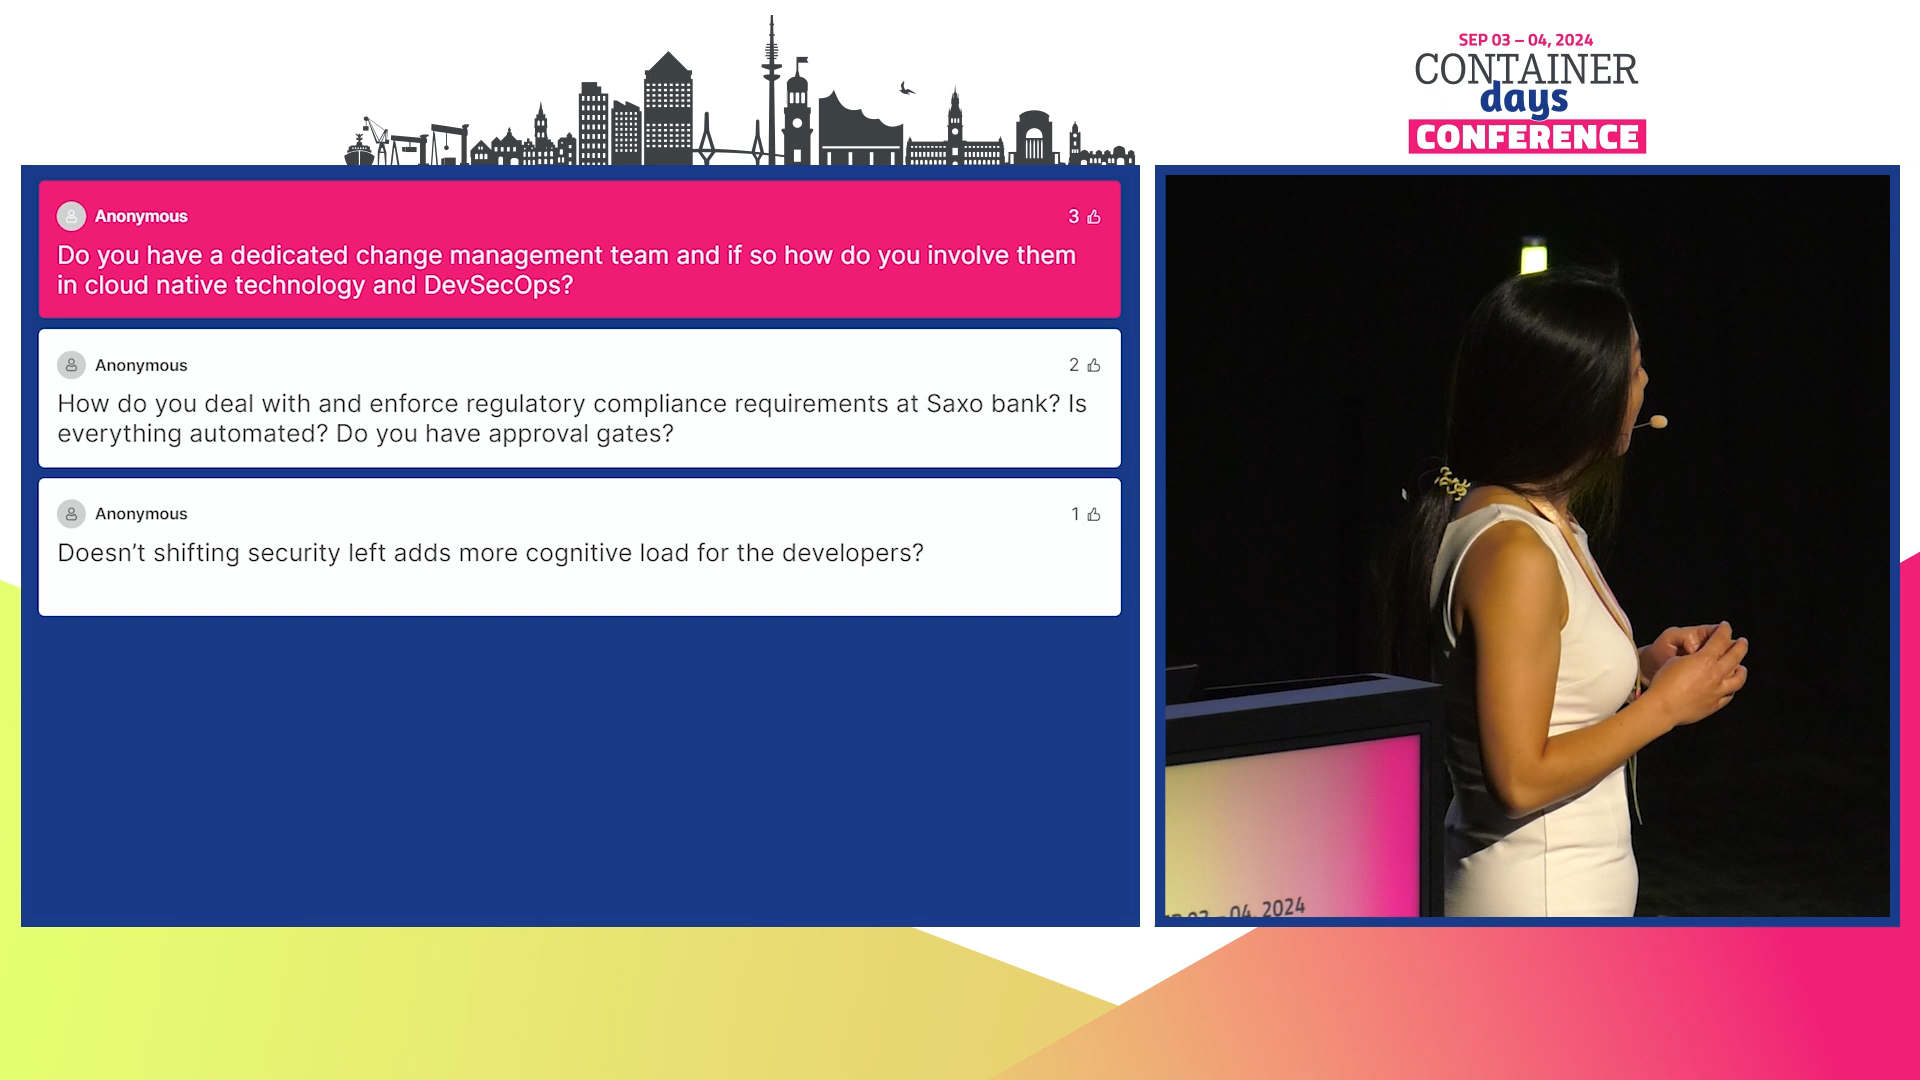 SEP 03 – 04, 2024
CONTAINER
days
CONFERENCE
Anonymous
3
Do you have a dedicated change management team and if so how do you involve them
in cloud native technology and DevSecOps?
Anonymous
2
How do you deal with and enforce regulatory compliance requirements at Saxo bank? Is
everything automated? Do you have approval gates?
Anonymous
1
Doesn’t shifting security left adds more cognitive load for the developers?
03 – 04, 2024